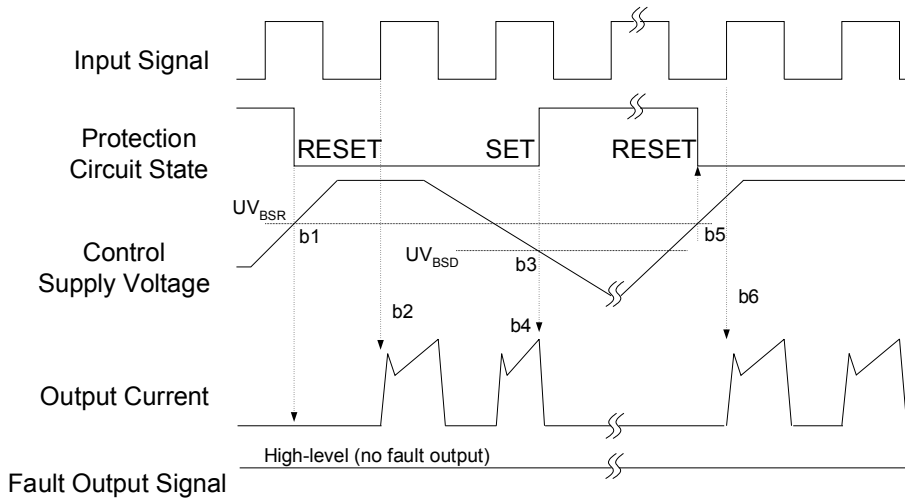 Input Signal
Protection
Circuit State
RESET
SET
RESET
UVBSR
b1
b5
Control
Supply Voltage
UVBSD
b3
b2
b4
b6
Output Current
High-level (no fault output)
Fault Output Signal